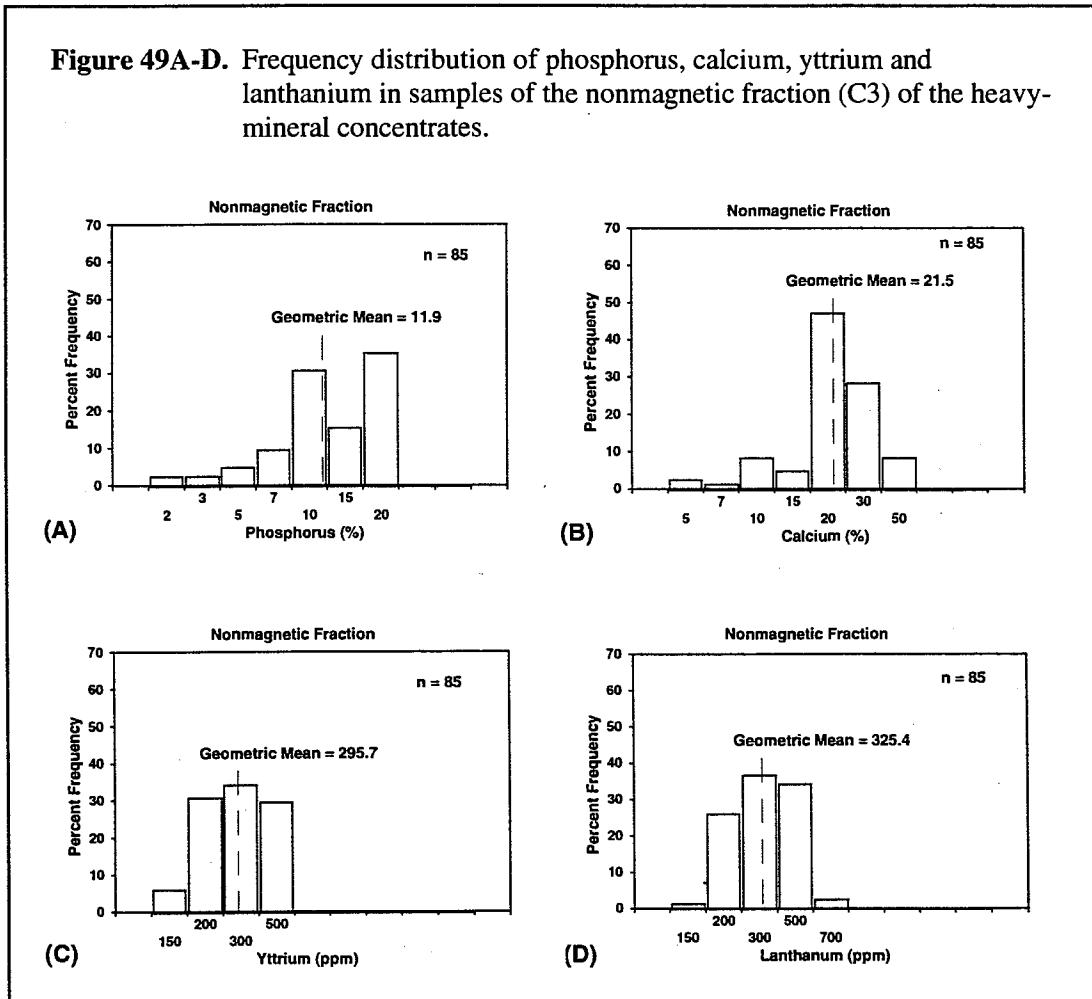 Figure 49A-D. Frequency distribution of phosphorus, calcium, yttrium and
lanthanium in samples of the nonmagnetic fraction (C3) of the heavy-
mineral concentrates.
Nonmagnetic Fraction
70
60
50
40
30
20
10
0
Percent Frequency
n = 85
Geometric Mean = 11.9
3 7 15
2 5 10 20
Phosphorus (%)
(A)
Nonmagnetic Fraction
70
60
50
40
30
20
10
0
Percent Frequency
n = 85
Geometric Mean = 21.5
7 15 30
5 10 20 50
Calcium (%)
(B)
Nonmagnetic Fraction
70
60
50
40
30
20
10
0
Percent Frequency
n = 85
Geometric Mean = 295.7
200 500
150 300
Yttrium (ppm)
(C)
Nonmagnetic Fraction
70
60
50
40
30
20
10
0
Percent Frequency
n = 85
Geometric Mean = 325.4
200 500
150 300 700
Lanthanum (ppm)
(D)